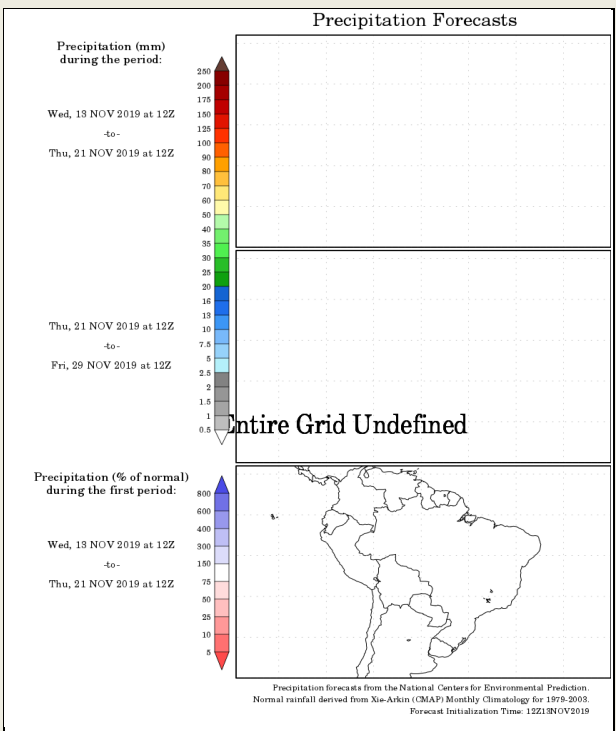 Precipitation Forecasts
Precipitation (mm)
during the period:
Wed, 13 NOV 2019 at 12Z
-to-
Thu, 21 NOV 2019 at 12Z
250
200
175
150
125
100
90
80
70
60
50
40
35
30
25
20
16
13
10
7.5
5
2.5
2
1.5
1
0.5
Thu, 21 NOV 2019 at 12Z
-to-
Fri, 29 NOV 2019 at 12Z
Entire Grid Undefined
Precipitation (% of normal)
during the first period:
Wed, 13 NOV 2019 at 12Z
-to-
Thu, 21 NOV 2019 at 12Z
800
600
400
300
150
75
50
25
10
5
Precipitation forecasts from the National Centers for Environmental Prediction.
Normal rainfall derived from Xie-Arkin (CMAP) Monthly Climatology for 1979-2003.
Forecast Initialization Time: 12Z13NOV2019